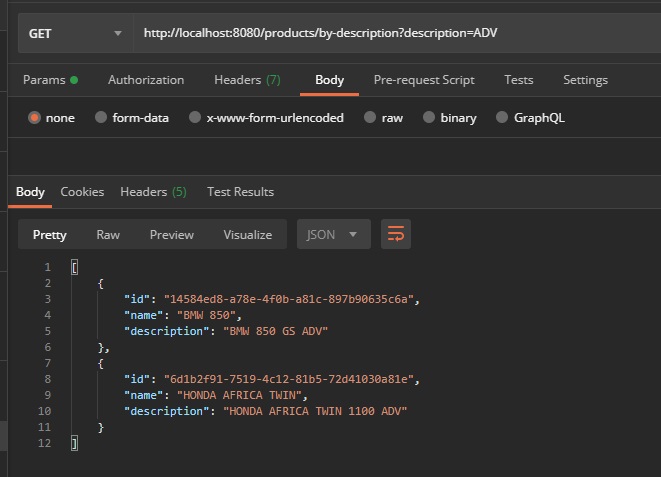 GET http://localhost:8080/products/by-description?description=ADV
Params Authorization Headers (7) Body Pre-request Script Tests Settings
none form-data x-www-form-urlencoded raw binary GraphQL
Body Cookies Headers (5) Test Results
Pretty Raw Preview Visualize JSON
1 [
2 {
3 "id": "14584ed8-a78e-4f0b-a81c-897b90635c6a",
4 "name": "BMW 850",
5 "description": "BMW 850 GS ADV"
6 },
7 {
8 "id": "6d1b2f91-7519-4c12-81b5-72d41030a81e",
9 "name": "HONDA AFRICA TWIN",
10 "description": "HONDA AFRICA TWIN 1100 ADV"
11 }
12 ]